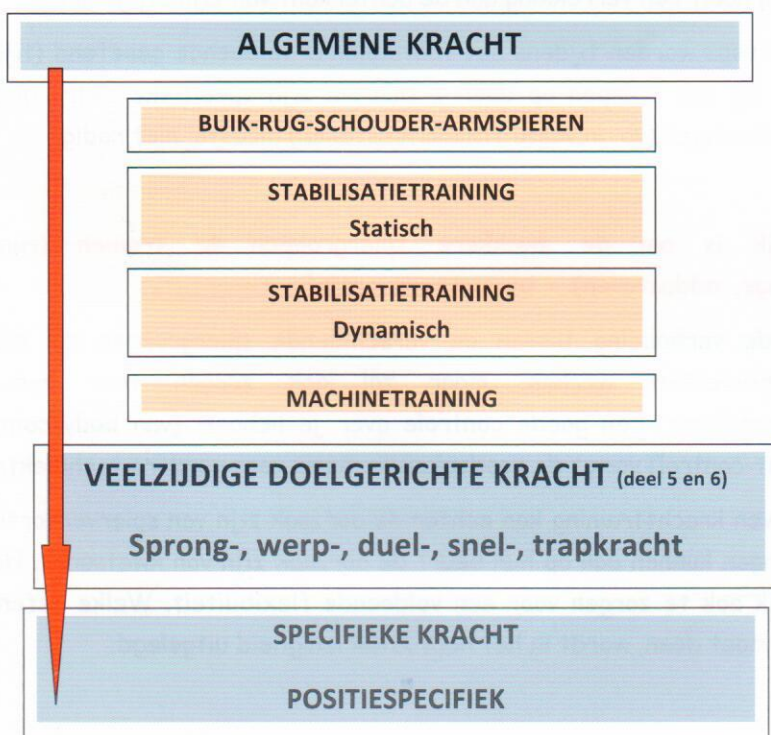 ALGEMENE KRACHT
BUIK-RUG-SCHOUDER-ARMSPIEREN
STABILISATIETRAINING
Statisch
STABILISATIETRAINING
Dynamisch
MACHINETRAINING
VEELZIJDIGE DOELGERICHTE KRACHT (deel 5 en 6)
Sprong-, werp-, duel-, snel-, trapkracht
SPECIFIEKE KRACHT
POSITIESPECIFIEK